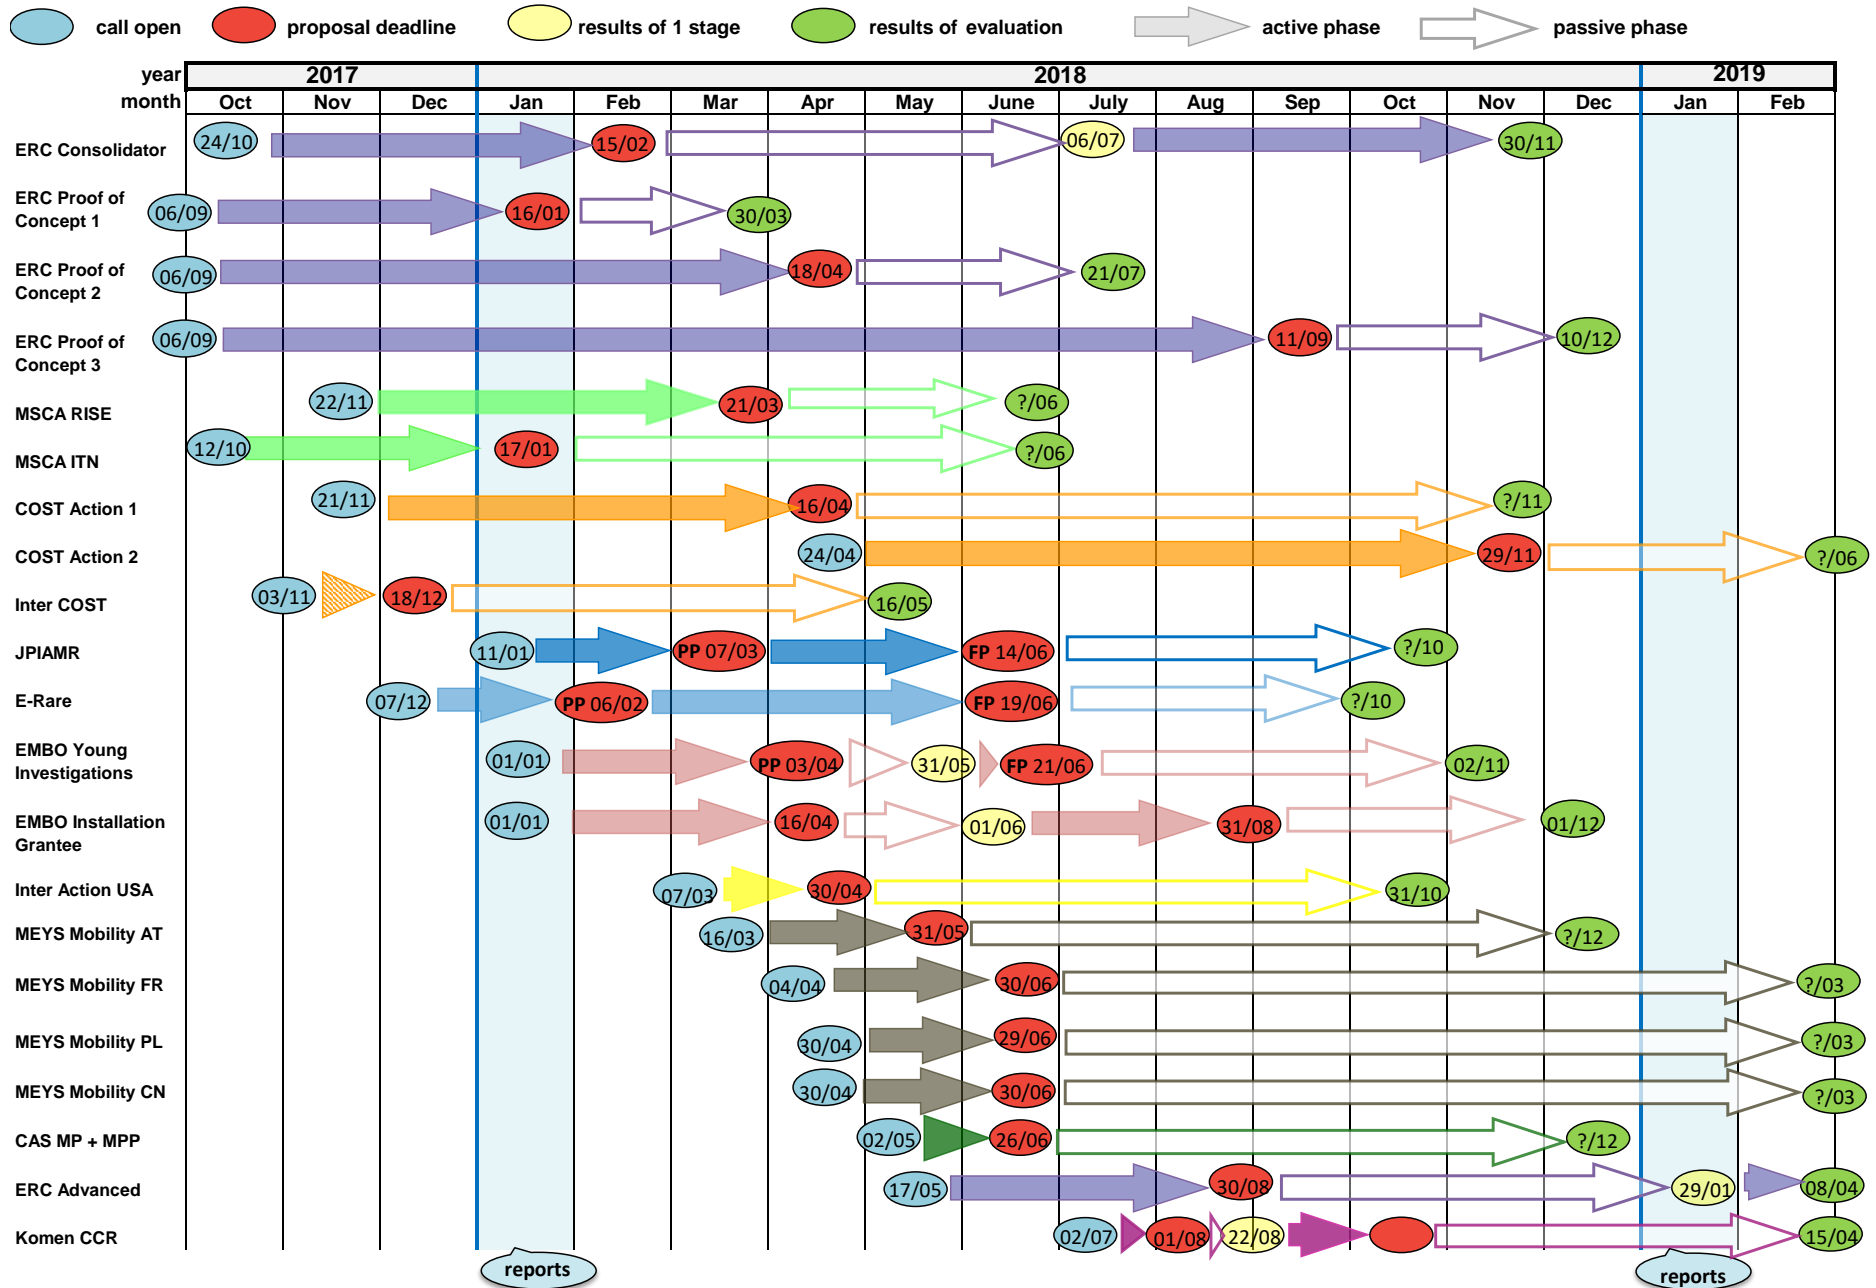 call open proposal deadline results of 1 stage results of evaluation active phase passive phase
year 2017 2018 2019
month Oct Nov Dec Jan Feb Mar Apr May June July Aug Sep Oct Nov Dec Jan Feb
ERC Consolidator 24/10 15/02 06/07 30/11
ERC Proof of
Concept 1 06/09 16/01 30/03
ERC Proof of
Concept 2 06/09 18/04 21/07
ERC Proof of
Concept 3 06/09 11/09 10/12
MSCA RISE 22/11 21/03 ?/06
MSCA ITN 12/10 17/01 ?/06
COST Action 1 21/11 16/04 ?/11
COST Action 2 24/04 29/11 ?/06
Inter COST 03/11 18/12 16/05
JPIAMR 11/01 PP 07/03 FP 14/06 ?/10
E-Rare 07/12 PP 06/02 FP 19/06 ?/10
EMBO Young
Investigations 01/01 PP 03/04 31/05 FP 21/06 02/11
EMBO Installation
Grantee 01/01 16/04 01/06 31/08 01/12
Inter Action USA 07/03 30/04 31/10
MEYS Mobility AT 16/03 31/05 ?/12
MEYS Mobility FR 04/04 30/06 ?/03
MEYS Mobility PL 30/04 29/06 ?/03
MEYS Mobility CN 30/04 30/06 ?/03
CAS MP + MPP 02/05 26/06 ?/12
ERC Advanced 17/05 30/08 29/01 08/04
Komen CCR 02/07 01/08 22/08 15/04
reports reports